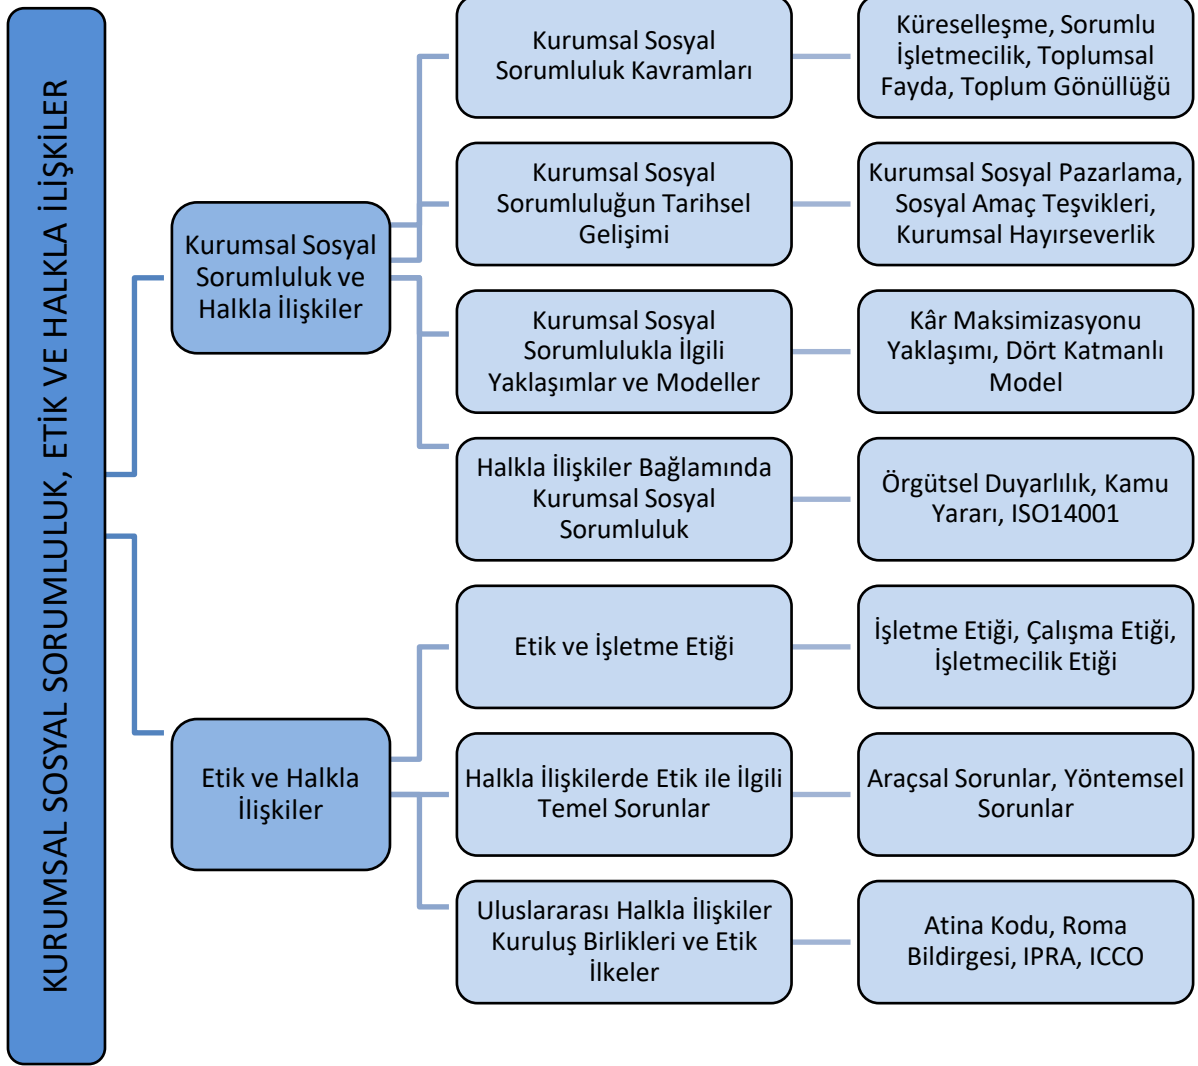 KURUMSAL SOSYAL SORUMLULUK, ETİK VE HALKLA İLİŞKİLER
Kurumsal Sosyal
Sorumluluk ve
Halkla İlişkiler
Kurumsal Sosyal
Sorumluluk Kavramları
Küreselleşme, Sorumlu
İşletmecilik, Toplumsal
Fayda, Toplum Gönüllüğü
Kurumsal Sosyal
Sorumluluğun Tarihsel
Gelişimi
Kurumsal Sosyal Pazarlama,
Sosyal Amaç Teşvikleri,
Kurumsal Hayırseverlik
Kurumsal Sosyal
Sorumlulukla İlgili
Yaklaşımlar ve Modeller
Kâr Maksimizasyonu
Yaklaşımı, Dört Katmanlı
Model
Halkla İlişkiler Bağlamında
Kurumsal Sosyal
Sorumluluk
Örgütsel Duyarlılık, Kamu
Yararı, ISO14001
Etik ve Halkla
İlişkiler
Etik ve İşletme Etiği
İşletme Etiği, Çalışma Etiği,
İşletmecilik Etiği
Halkla İlişkilerde Etik ile İlgili
Temel Sorunlar
Araçsal Sorunlar, Yöntemsel
Sorunlar
Uluslararası Halkla İlişkiler
Kuruluş Birlikleri ve Etik
İlkeler
Atina Kodu, Roma
Bildirgesi, IPRA, ICCO